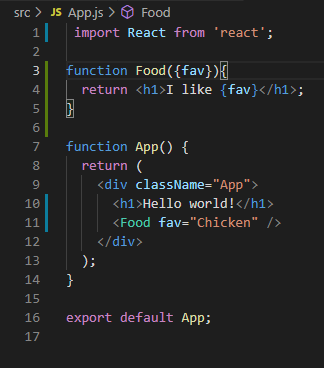 src > JS App.js > Food
1 import React from 'react';
2
3 function Food({fav}){
4 return <h1>I like {fav}</h1>;
5 }
6
7 function App() {
8 return (
9 <div className="App">
10 <h1>Hello world!</h1>
11 <Food fav="Chicken" />
12 </div>
13 );
14 }
15
16 export default App;
17